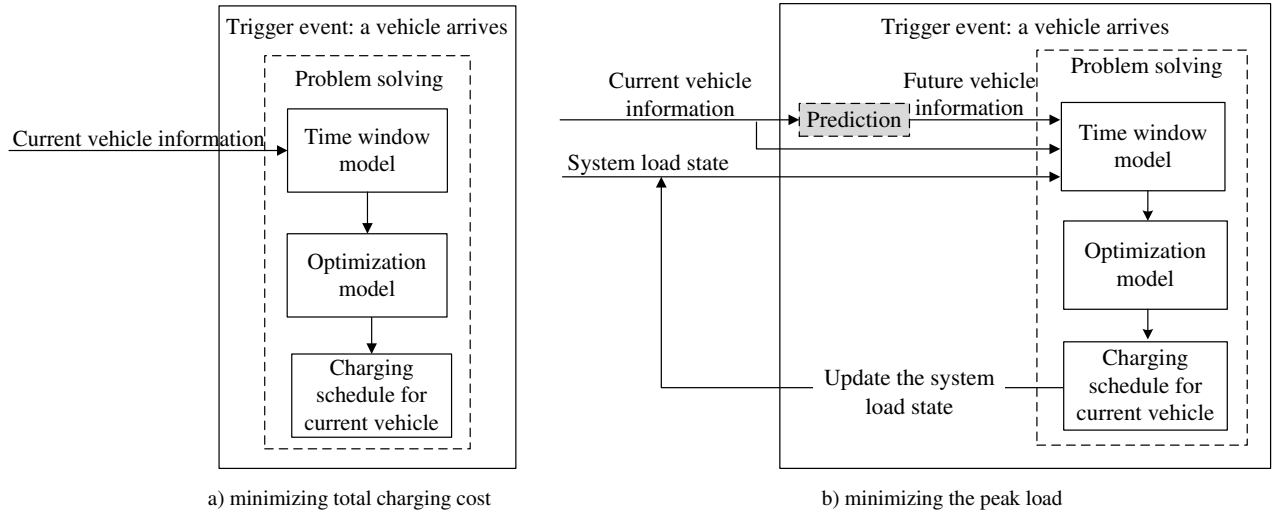 Trigger event: a vehicle arrives
Problem solving
Current vehicle information
Time window
model
Optimization
model
Charging
schedule for
current vehicle
a) minimizing total charging cost
Trigger event: a vehicle arrives
Problem solving
Current vehicle
information
Prediction
Future vehicle
information
System load state
Time window
model
Optimization
model
Charging
schedule for
current vehicle
Update the system
load state
b) minimizing the peak load